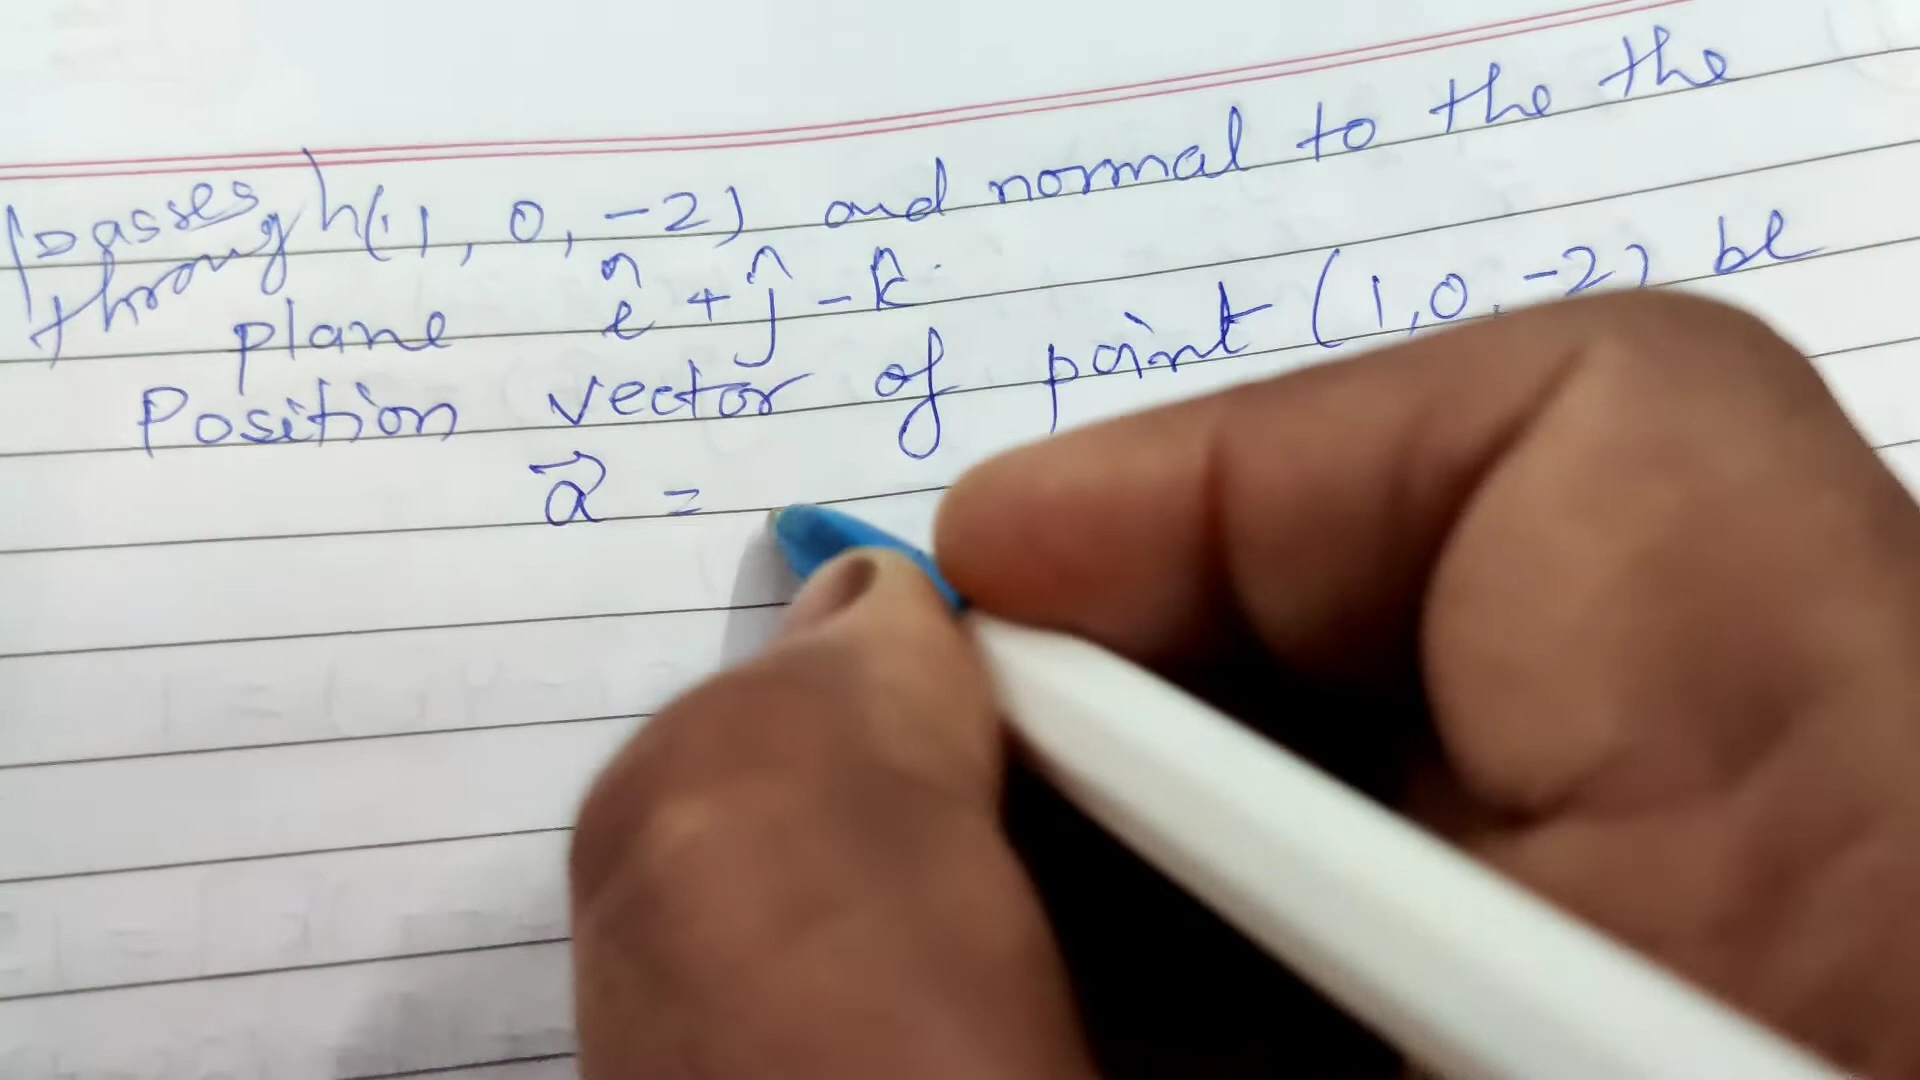 passes
through (1, 0, -2) and normal to the the
plane î + ĵ - k̂.
Position vector of point (1, 0, -2) be
a⃗ =